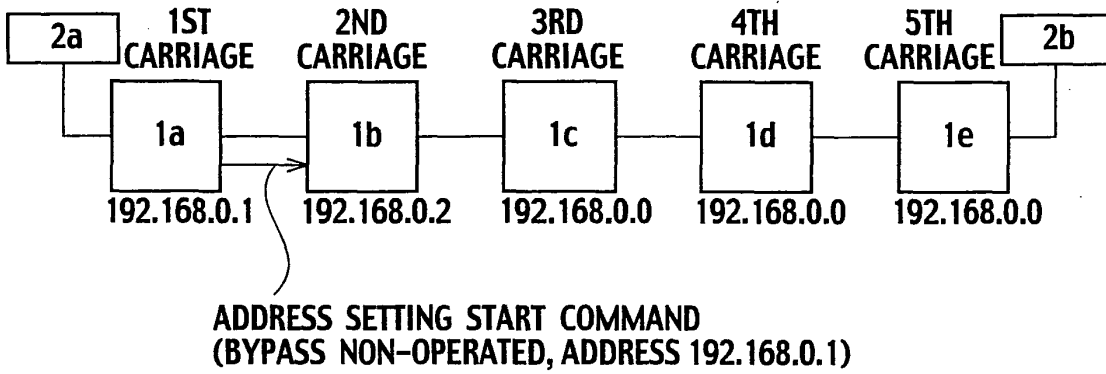 2a
1ST CARRIAGE
2ND CARRIAGE
3RD CARRIAGE
4TH CARRIAGE
5TH CARRIAGE
2b
1a
1b
1c
1d
1e
192.168.0.1
192.168.0.2
192.168.0.0
192.168.0.0
192.168.0.0
ADDRESS SETTING START COMMAND
(BYPASS NON-OPERATED, ADDRESS 192.168.0.1)